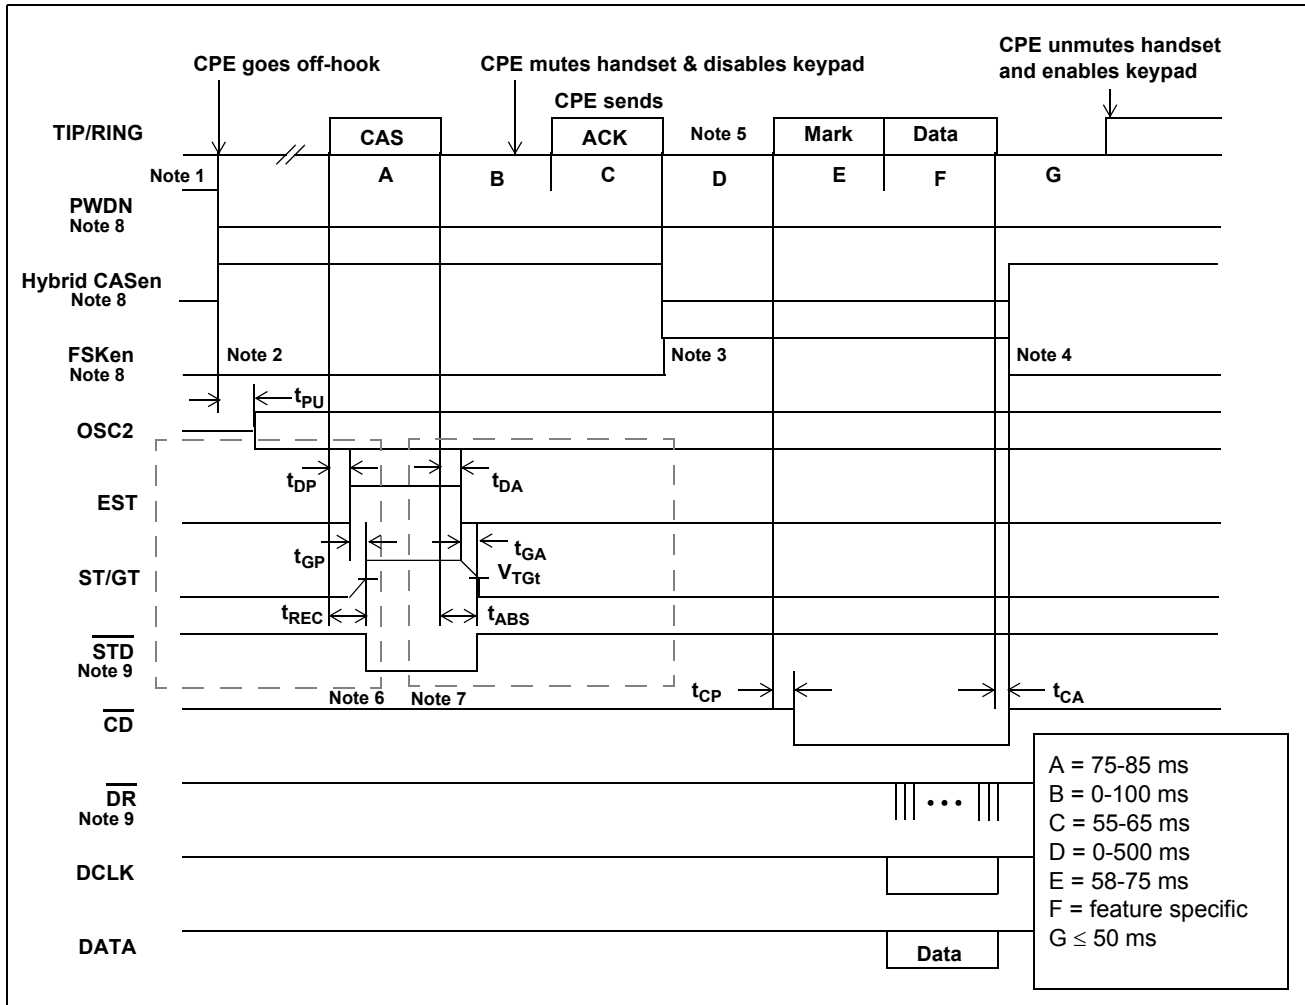 CPE goes off-hook
CPE mutes handset & disables keypad
CPE unmutes handset
and enables keypad
CPE sends
TIP/RING
CAS
ACK
Note 5
Mark
Data
Note 1
A
B
C
D
E
F
G
PWDN
Note 8
Hybrid CASen
Note 8
FSKen
Note 8
Note 2
Note 3
Note 4
tPU
OSC2
tDP
tDA
EST
tGP
tGA
ST/GT
VTGt
tREC
tABS
STD
Note 9
Note 6
Note 7
tCP
tCA
CD
DR
Note 9
• • •
DCLK
DATA
Data
A = 75-85 ms
B = 0-100 ms
C = 55-65 ms
D = 0-500 ms
E = 58-75 ms
F = feature specific
G ≤ 50 ms